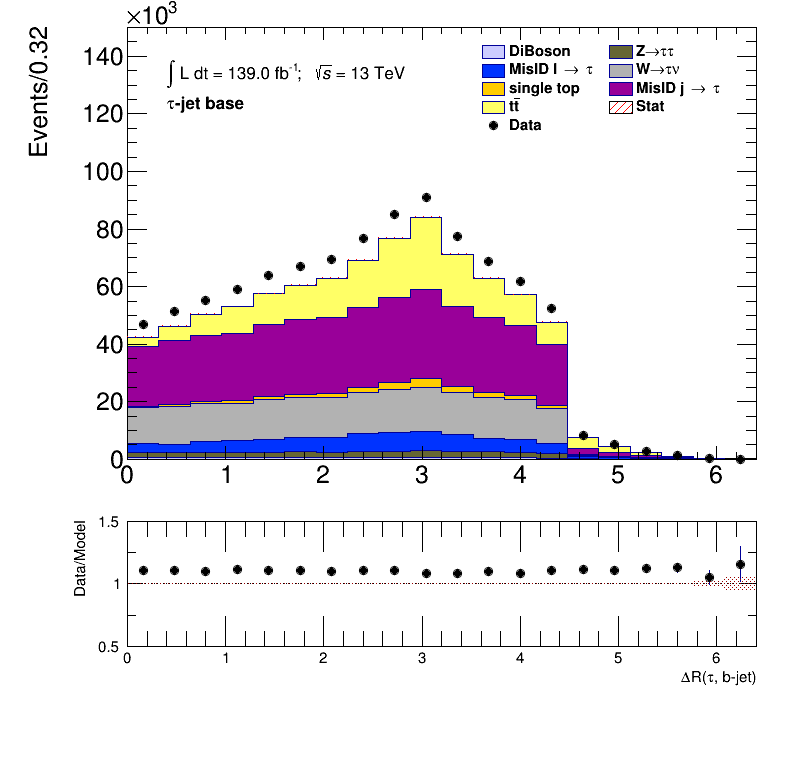 ×10³
Events/0.32
140
120
100
80
60
40
20
0
∫ L dt = 139.0 fb⁻¹; √s = 13 TeV
τ-jet base
DiBoson
Z→ττ
MisID l → τ
W→τν
single top
MisID j → τ
tt̄
Stat
Data
0 1 2 3 4 5 6
Data/Model
1.5
1
0.5
0 1 2 3 4 5 6
ΔR(τ, b-jet)